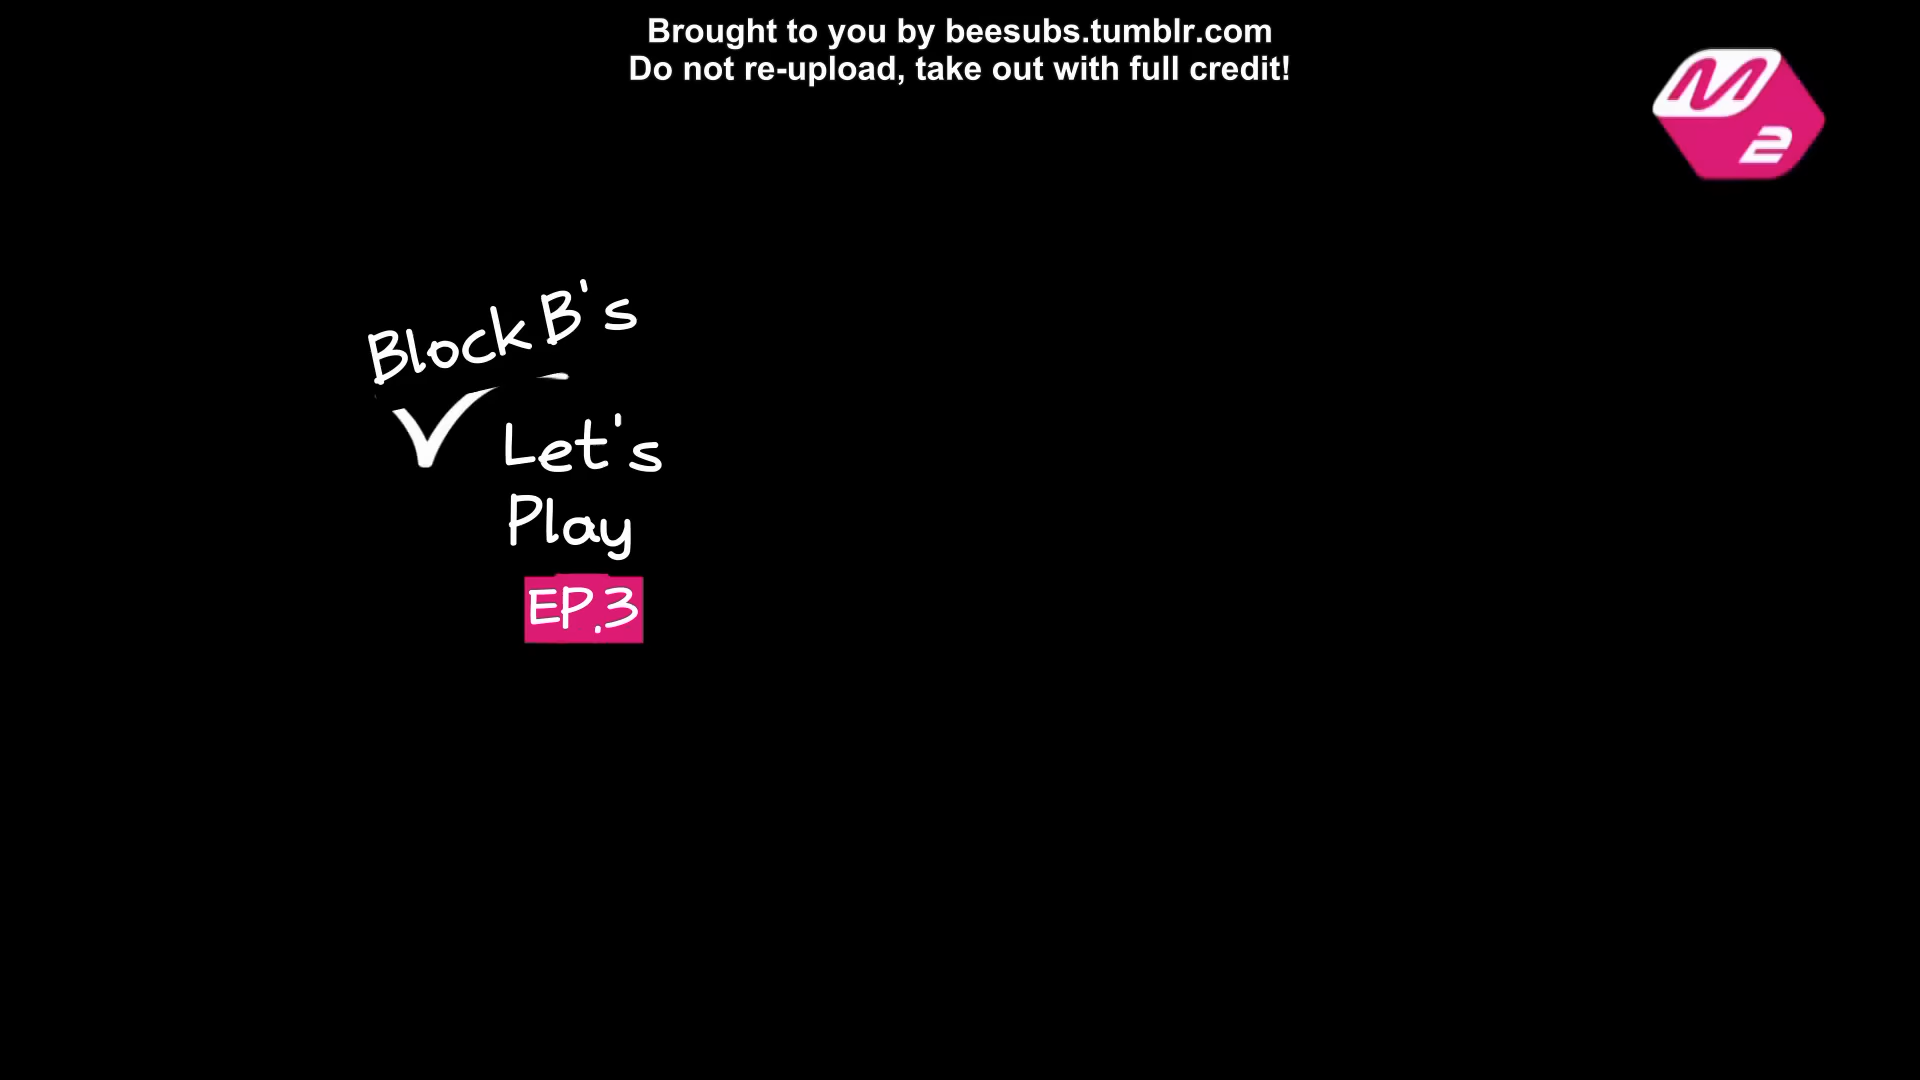 Brought to you by beesubs.tumblr.com
Do not re-upload, take out with full credit!
M
2
Block B's
Let's
Play
EP.3